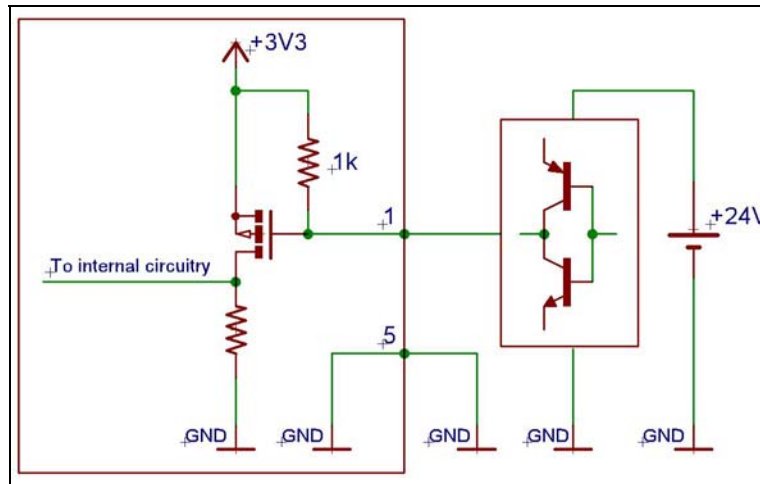 +3V3
1k
1
+24V
To internal circuitry
5
GND
GND
GND
GND
GND